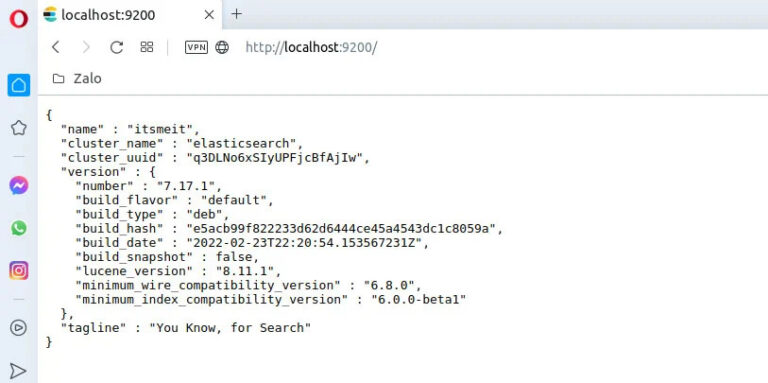 localhost:9200
VPN http://localhost:9200/
Zalo
{
  "name" : "itsmeit",
  "cluster_name" : "elasticsearch",
  "cluster_uuid" : "q3DLNo6xSIyUPFjcBfAjIw",
  "version" : {
    "number" : "7.17.1",
    "build_flavor" : "default",
    "build_type" : "deb",
    "build_hash" : "e5acb99f822233d62d6444ce45a4543dc1c8059a",
    "build_date" : "2022-02-23T22:20:54.153567231Z",
    "build_snapshot" : false,
    "lucene_version" : "8.11.1",
    "minimum_wire_compatibility_version" : "6.8.0",
    "minimum_index_compatibility_version" : "6.0.0-beta1"
  },
  "tagline" : "You Know, for Search"
}